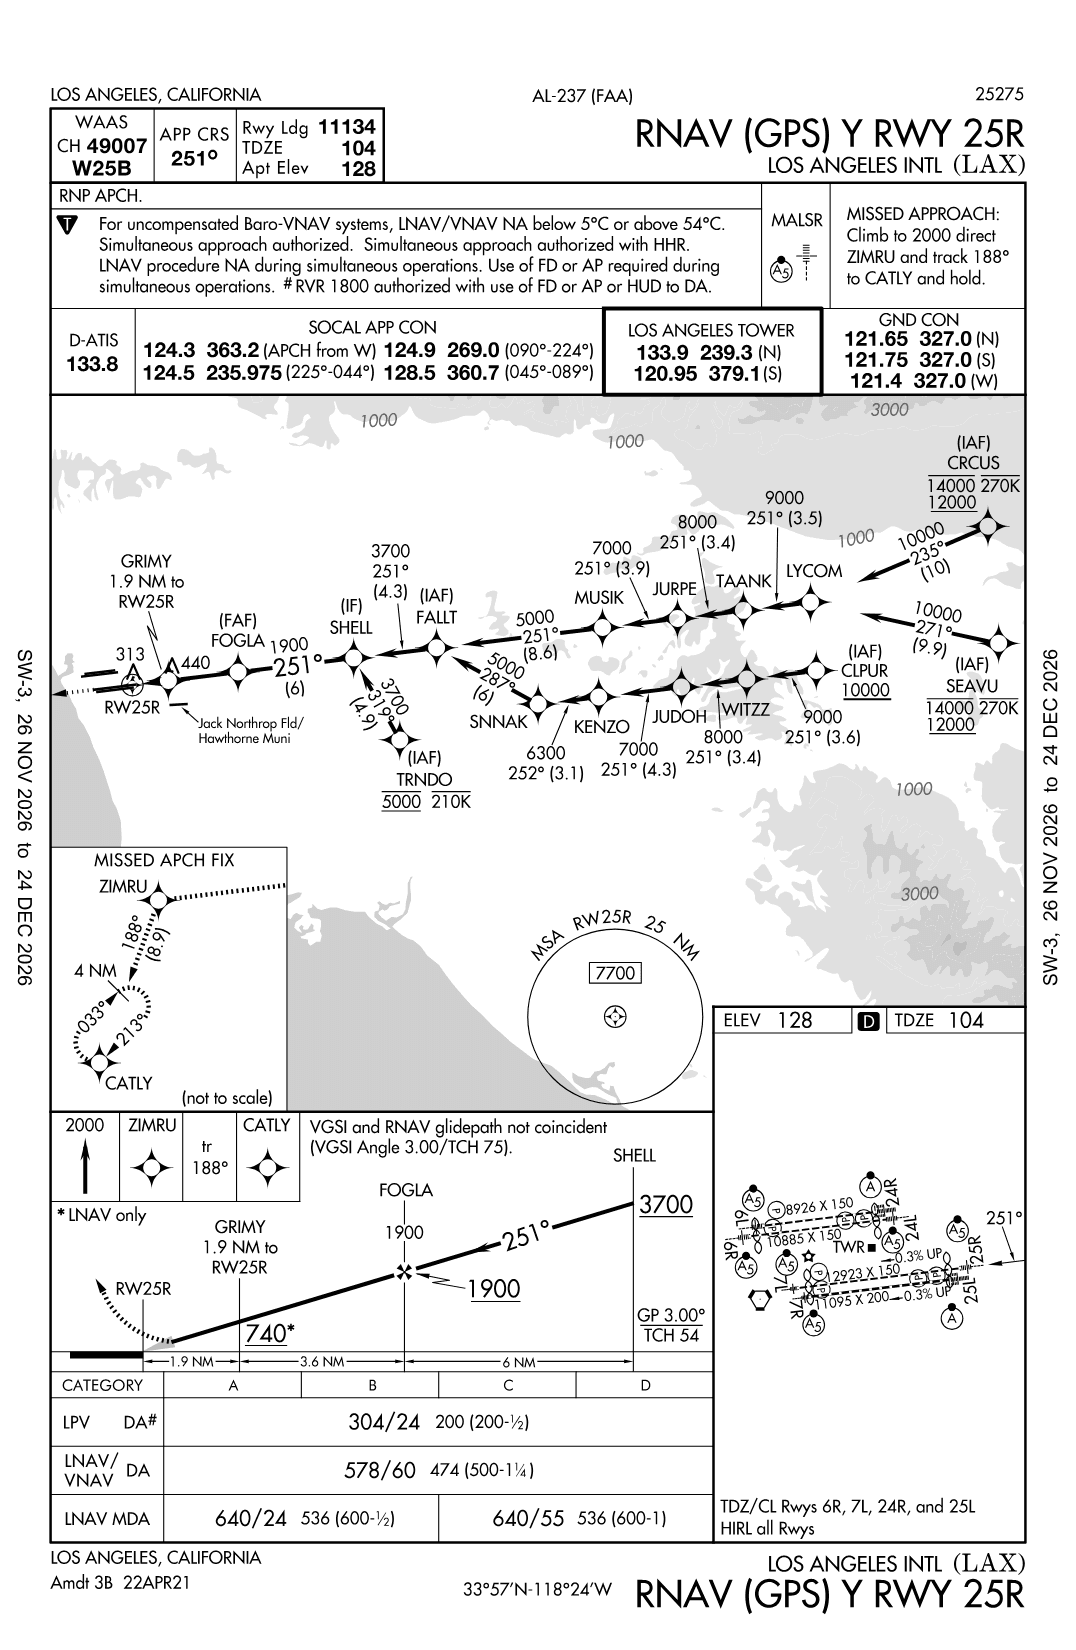 LOS ANGELES, CALIFORNIA
AL-237 (FAA)
25275
WAAS
CH 49007
W25B
APP CRS
251°
Rwy Ldg 11134
TDZE 104
Apt Elev 128
RNAV (GPS) Y RWY 25R
LOS ANGELES INTL (LAX)
RNP APCH.
T
For uncompensated Baro-VNAV systems, LNAV/VNAV NA below 5°C or above 54°C.
Simultaneous approach authorized. Simultaneous approach authorized with HHR.
LNAV procedure NA during simultaneous operations. Use of FD or AP required during
simultaneous operations. #RVR 1800 authorized with use of FD or AP or HUD to DA.
MALSR
A5
MISSED APPROACH:
Climb to 2000 direct
ZIMRU and track 188°
to CATLY and hold.
D-ATIS
133.8
SOCAL APP CON
124.3 363.2 (APCH from W) 124.9 269.0 (090°-224°)
124.5 235.975 (225°-044°) 128.5 360.7 (045°-089°)
LOS ANGELES TOWER
133.9 239.3 (N)
120.95 379.1 (S)
GND CON
121.65 327.0 (N)
121.75 327.0 (S)
121.4 327.0 (W)
1000
1000
3000
(IAF)
CRCUS
14000 270K
12000
9000
251° (3.5)
8000
251° (3.4)
7000
251° (3.9)
1000
10000
235°
(10)
3700
251°
(4.3)
GRIMY
1.9 NM to
RW25R
LYCOM
TAANK
JURPE
MUSIK
(IAF)
FALLT
(IF)
SHELL
(FAF)
FOGLA
5000
251°
(8.6)
10000
271°
(9.9)
1900
251°
(6)
313
440
RW25R
5000
287°
(6)
(IAF)
CLPUR
10000
(IAF)
SEAVU
14000 270K
12000
3700
319°
(4.9)
SNNAK
KENZO
JUDOH
WITZZ
Jack Northrop Fld/
Hawthorne Muni
9000
251° (3.6)
8000
251° (3.4)
7000
251° (4.3)
6300
252° (3.1)
(IAF)
TRNDO
5000 210K
1000
3000
SW-3, 26 NOV 2026 to 24 DEC 2026
SW-3, 26 NOV 2026 to 24 DEC 2026
MISSED APCH FIX
ZIMRU
188°
(8.9)
4 NM
033°
213°
CATLY
(not to scale)
MSA RW25R 25 NM
7700
ELEV 128
D
TDZE 104
2000
ZIMRU
tr
188°
CATLY
VGSI and RNAV glidepath not coincident
(VGSI Angle 3.00/TCH 75).
SHELL
3700
FOGLA
1900
251°
1900
* LNAV only
GRIMY
1.9 NM to
RW25R
RW25R
740*
GP 3.00°
TCH 54
1.9 NM
3.6 NM
6 NM
A5
A
24R
8926 X 150
P
6L
24L
A5
10885 X 150
6R
TWR
A5
251°
25R
0.3% UP
A5
A5
7L
P
12923 X 150
25L
11095 X 200
0.3% UP
7R
A5
A
CATEGORY
A
B
C
D
LPV DA#
304/24 200 (200-½)
LNAV/
VNAV DA
578/60 474 (500-1¼)
LNAV MDA
640/24 536 (600-½)
640/55 536 (600-1)
TDZ/CL Rwys 6R, 7L, 24R, and 25L
HIRL all Rwys
LOS ANGELES, CALIFORNIA
Amdt 3B 22APR21
33°57'N-118°24'W
LOS ANGELES INTL (LAX)
RNAV (GPS) Y RWY 25R